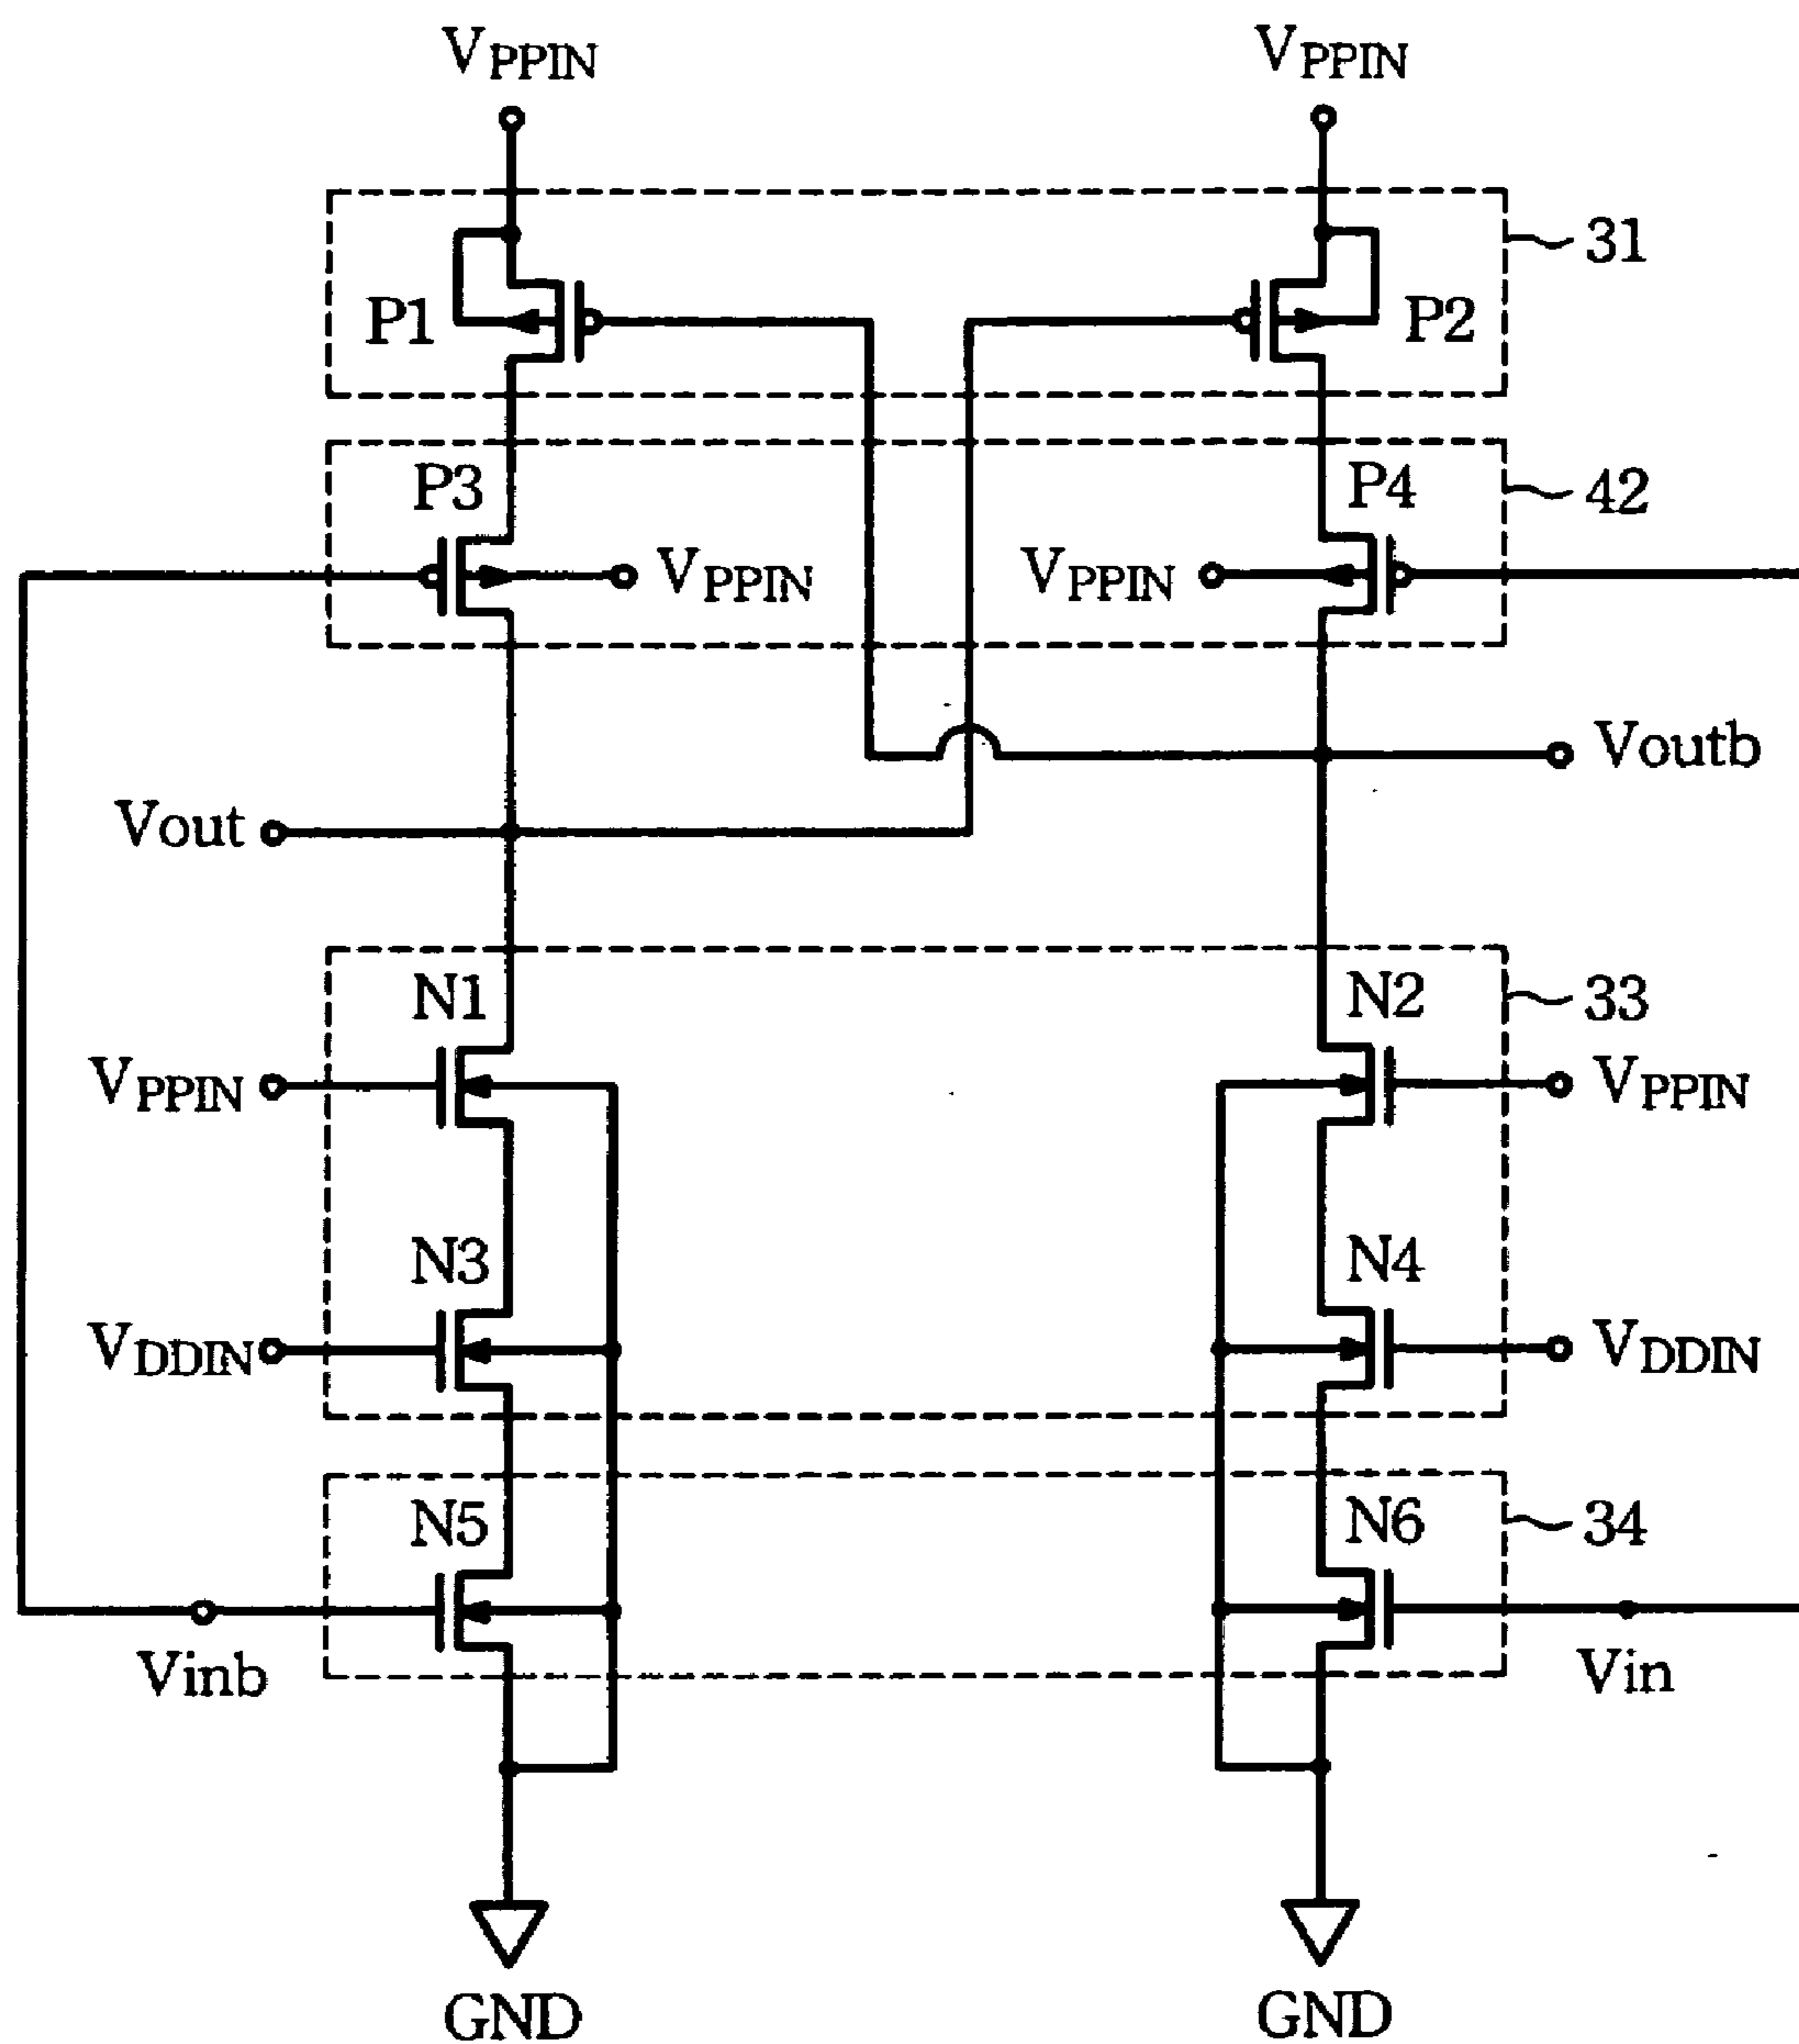 VPPIN VPPIN
31
P1 P2
P3 P4 42
VPPIN VPPIN
Voutb
Vout
N1 N2 33
VPPIN VPPIN
N3 N4
VDDIN VDDIN
N5 N6 34
Vinb Vin
GND GND